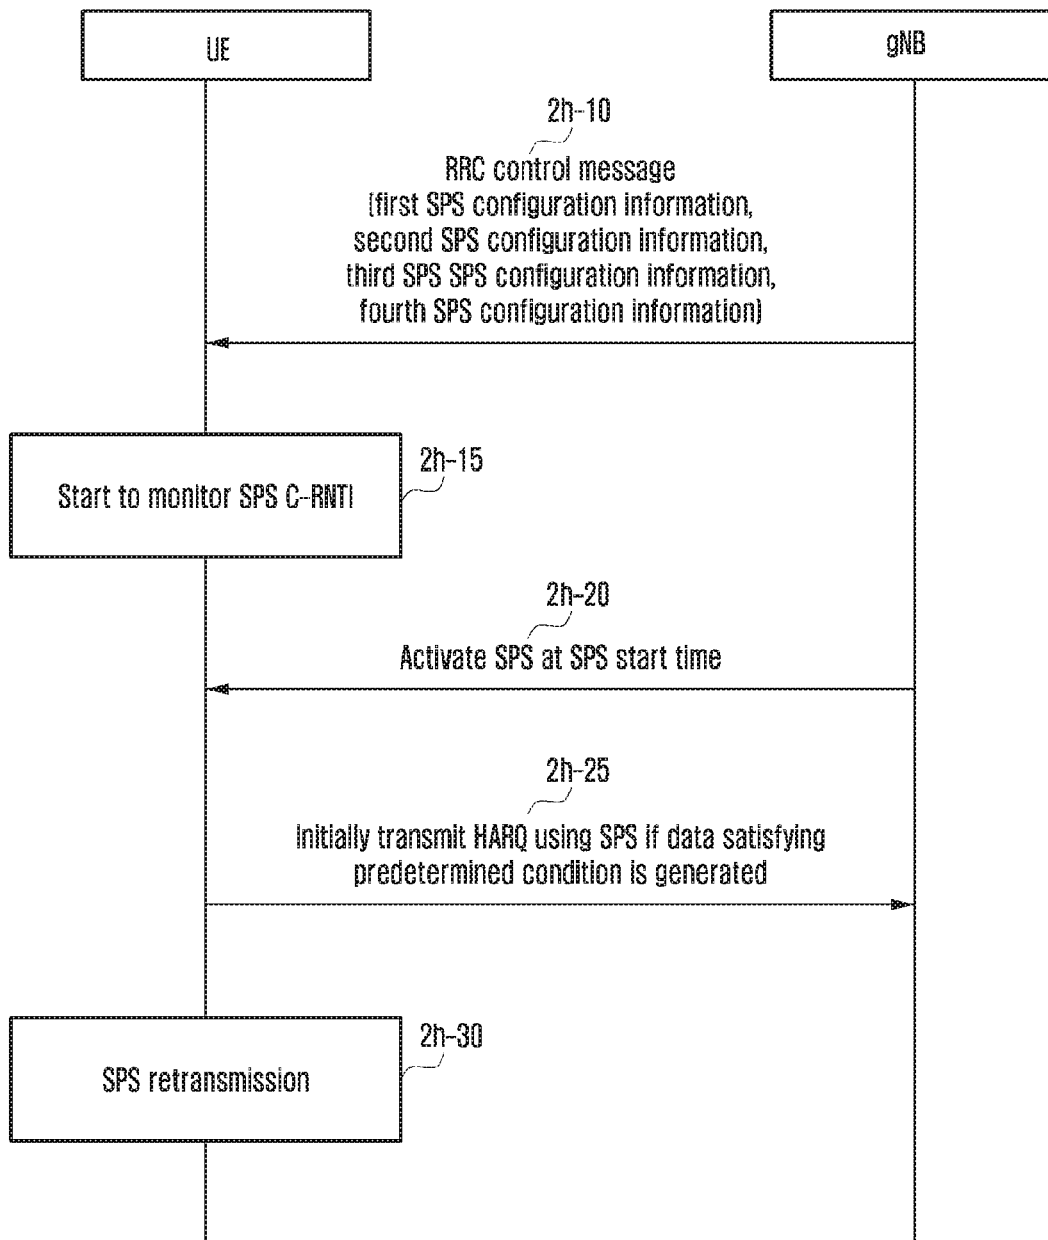 UE
gNB
2h-10
RRC control message
(first SPS configuration information,
second SPS configuration information,
third SPS SPS configuration information,
fourth SPS configuration information)
2h-15
Start to monitor SPS C-RNTI
2h-20
Activate SPS at SPS start time
2h-25
Initially transmit HARQ using SPS if data satisfying
predetermined condition is generated
2h-30
SPS retransmission